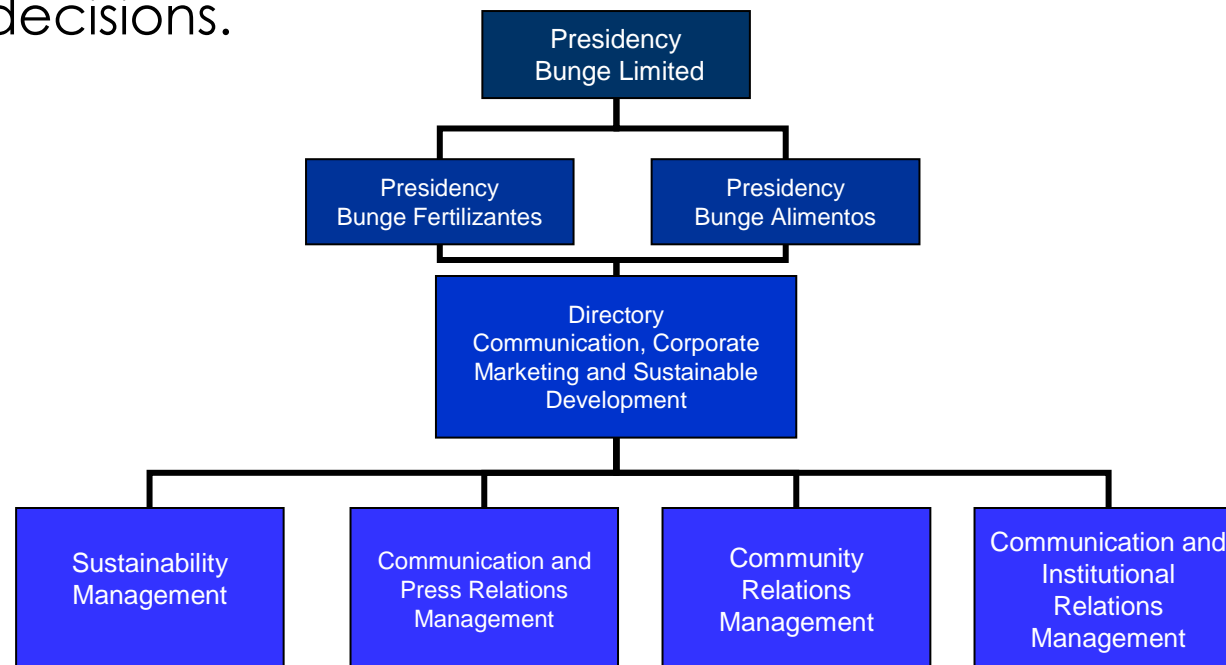 decisions.
Presidency
Bunge Limited
Presidency
Bunge Fertilizantes
Presidency
Bunge Alimentos
Directory
Communication, Corporate
Marketing and Sustainable
Development
Sustainability
Management
Communication and
Press Relations
Management
Community
Relations
Management
Communication and
Institutional
Relations
Management